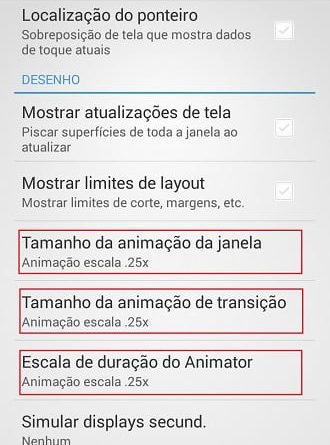 Localização do ponteiro
Sobreposição de tela que mostra dados
de toque atuais
DESENHO
Mostrar atualizações de tela
Piscar superfícies de toda a janela ao
atualizar
Mostrar limites de layout
Mostrar limites de corte, margens, etc.
Tamanho da animação da janela
Animação escala .25x
Tamanho da animação de transição
Animação escala .25x
Escala de duração do Animator
Animação escala .25x
Simular displays secund.
Nenhum